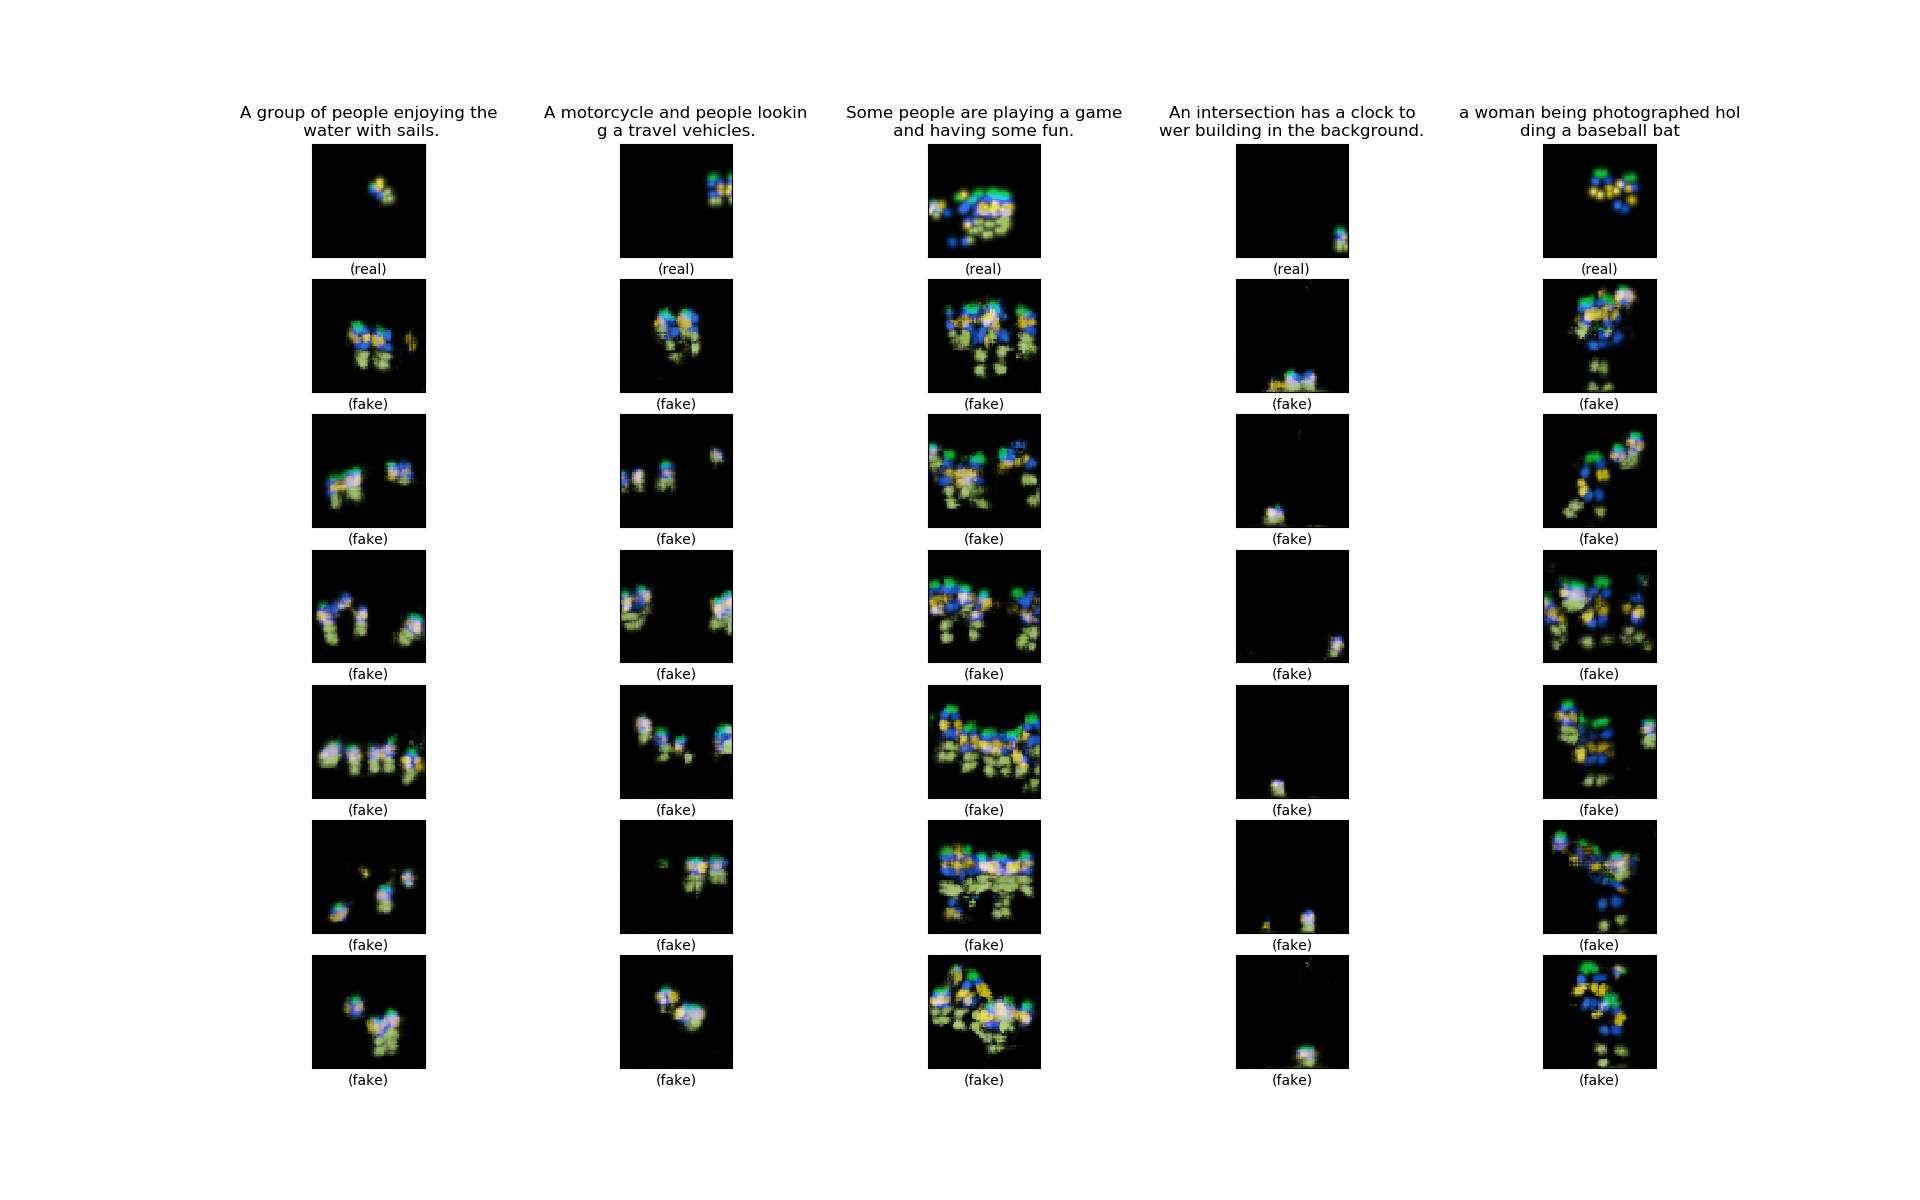 A group of people enjoying the
water with sails.
A motorcycle and people lookin
g a travel vehicles.
Some people are playing a game
and having some fun.
An intersection has a clock to
wer building in the background.
a woman being photographed hol
ding a baseball bat
(real) (real) (real) (real) (real)
(fake) (fake) (fake) (fake) (fake)
(fake) (fake) (fake) (fake) (fake)
(fake) (fake) (fake) (fake) (fake)
(fake) (fake) (fake) (fake) (fake)
(fake) (fake) (fake) (fake) (fake)
(fake) (fake) (fake) (fake) (fake)